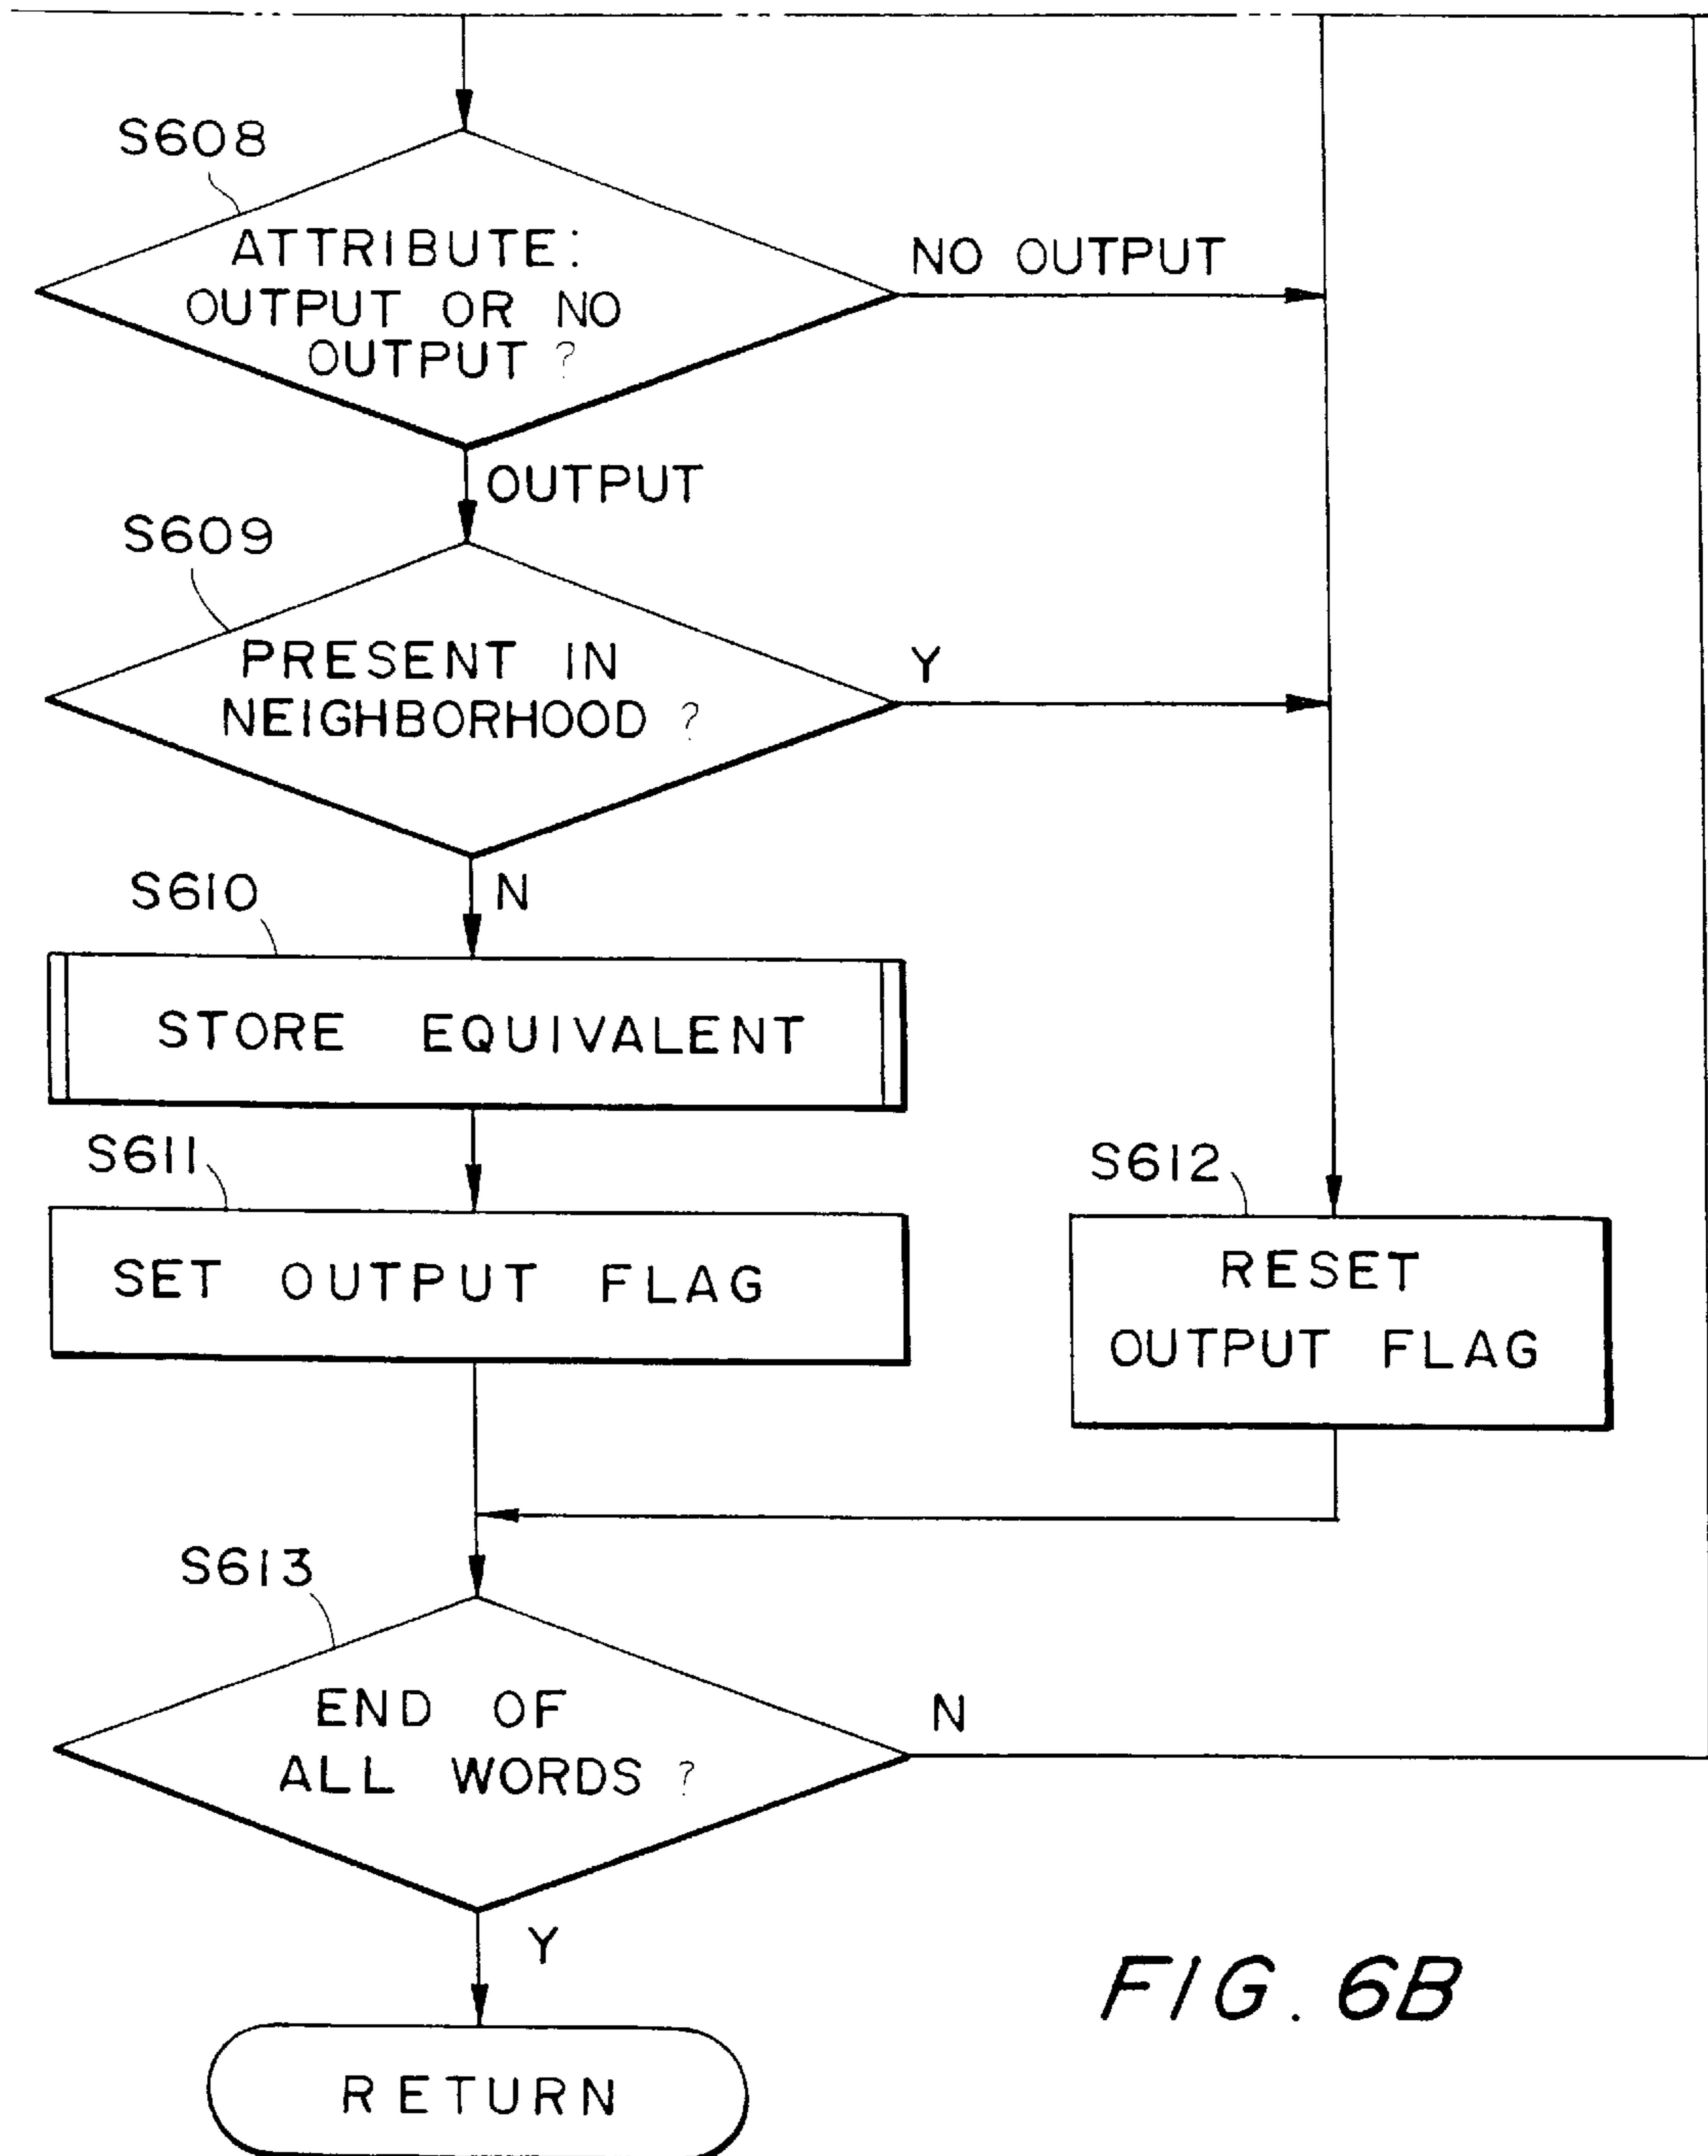 S608
ATTRIBUTE:
OUTPUT OR NO
OUTPUT ?
NO OUTPUT
OUTPUT
S609
PRESENT IN
NEIGHBORHOOD ?
Y
N
S610
STORE EQUIVALENT
S611
SET OUTPUT FLAG
S612
RESET
OUTPUT FLAG
S613
END OF
ALL WORDS ?
N
Y
RETURN
FIG. 6B